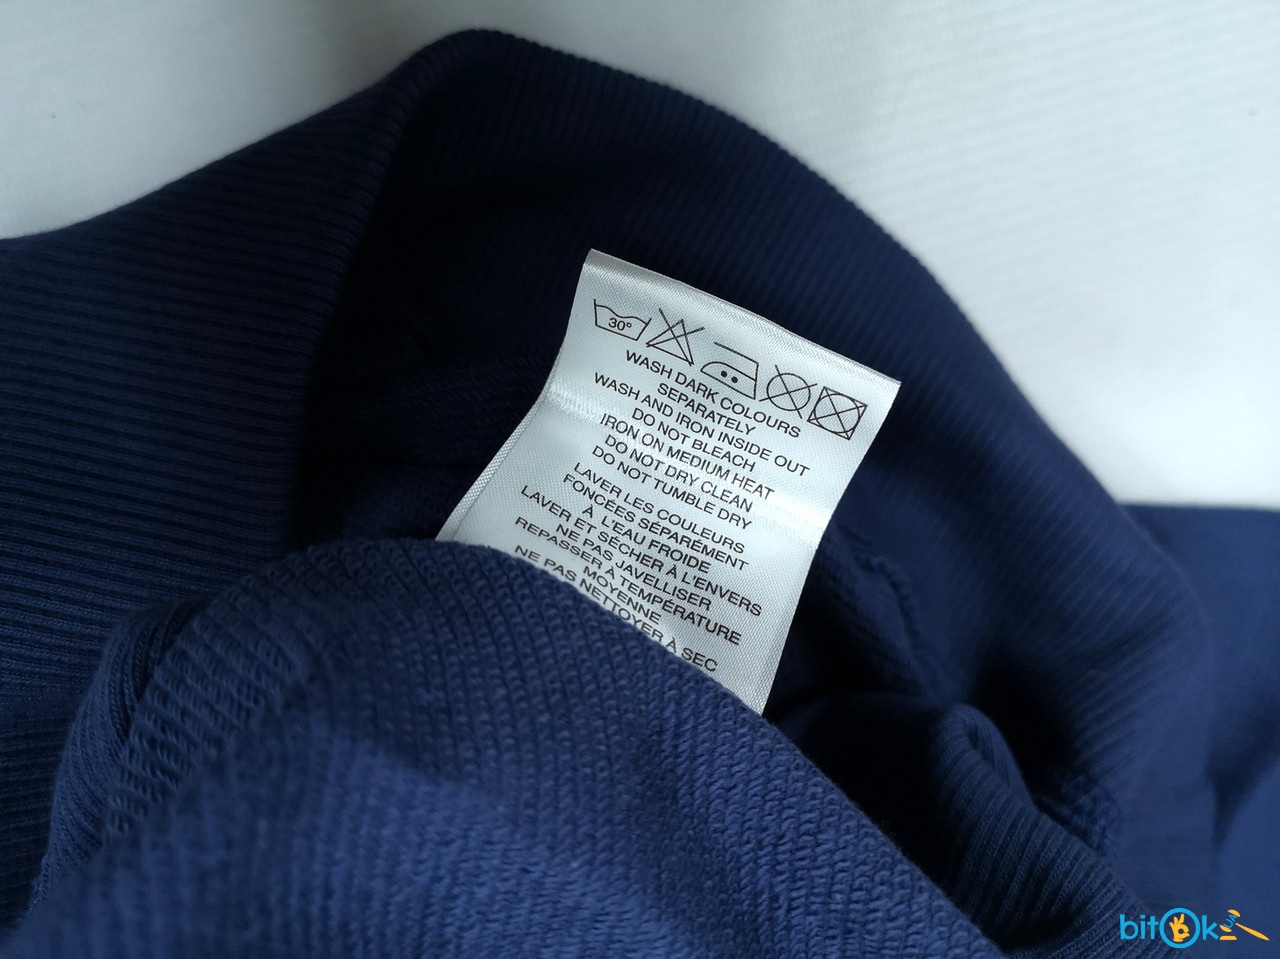 30°
WASH DARK COLOURS
SEPARATELY
WASH AND IRON INSIDE OUT
DO NOT BLEACH
IRON ON MEDIUM HEAT
DO NOT DRY CLEAN
DO NOT TUMBLE DRY
LAVER LES COULEURS
FONCÉES SÉPARÉMENT
À L'EAU FROIDE
LAVER ET SÉCHER À L'ENVERS
NE PAS JAVELLISER
REPASSER À TEMPÉRATURE
MOYENNE
NE PAS NETTOYER À SEC
bitOk UA